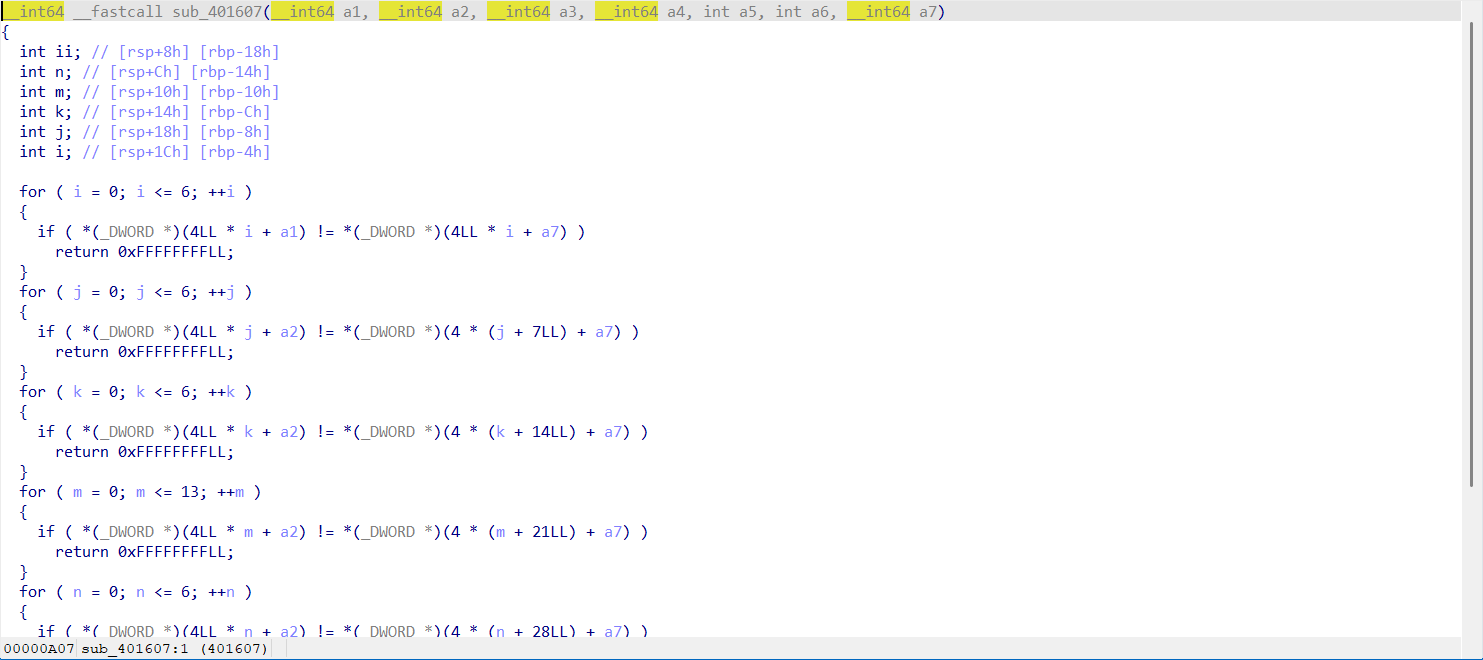 __int64 __fastcall sub_401607(__int64 a1, __int64 a2, __int64 a3, __int64 a4, int a5, int a6, __int64 a7)
{
  int ii; // [rsp+8h] [rbp-18h]
  int n; // [rsp+Ch] [rbp-14h]
  int m; // [rsp+10h] [rbp-10h]
  int k; // [rsp+14h] [rbp-Ch]
  int j; // [rsp+18h] [rbp-8h]
  int i; // [rsp+1Ch] [rbp-4h]

  for ( i = 0; i <= 6; ++i )
  {
    if ( *(_DWORD *)(4LL * i + a1) != *(_DWORD *)(4LL * i + a7) )
      return 0xFFFFFFFFLL;
  }
  for ( j = 0; j <= 6; ++j )
  {
    if ( *(_DWORD *)(4LL * j + a2) != *(_DWORD *)(4 * (j + 7LL) + a7) )
      return 0xFFFFFFFFLL;
  }
  for ( k = 0; k <= 6; ++k )
  {
    if ( *(_DWORD *)(4LL * k + a2) != *(_DWORD *)(4 * (k + 14LL) + a7) )
      return 0xFFFFFFFFLL;
  }
  for ( m = 0; m <= 13; ++m )
  {
    if ( *(_DWORD *)(4LL * m + a2) != *(_DWORD *)(4 * (m + 21LL) + a7) )
      return 0xFFFFFFFFLL;
  }
  for ( n = 0; n <= 6; ++n )
  {
    if ( *(_DWORD *)(4LL * n + a2) != *(_DWORD *)(4 * (n + 28LL) + a7) )
00000A07 sub_401607:1 (401607)